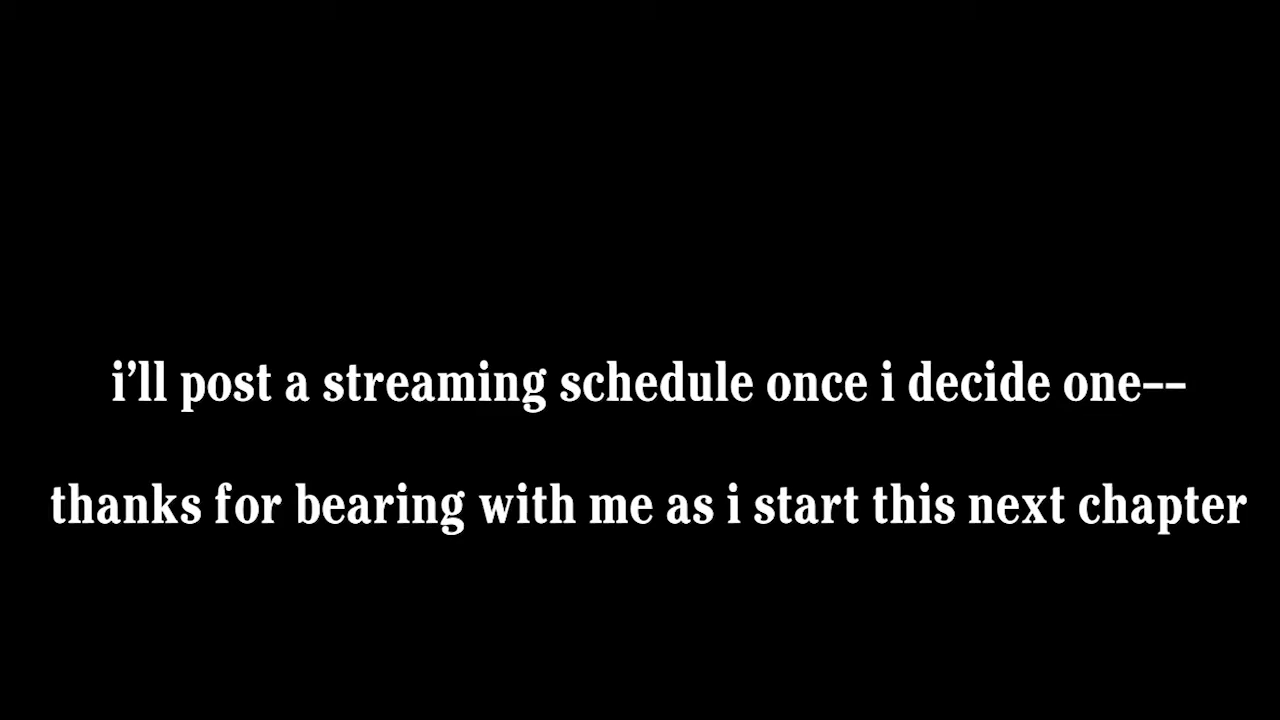 i’ll post a streaming schedule once i decide one--
thanks for bearing with me as i start this next chapter